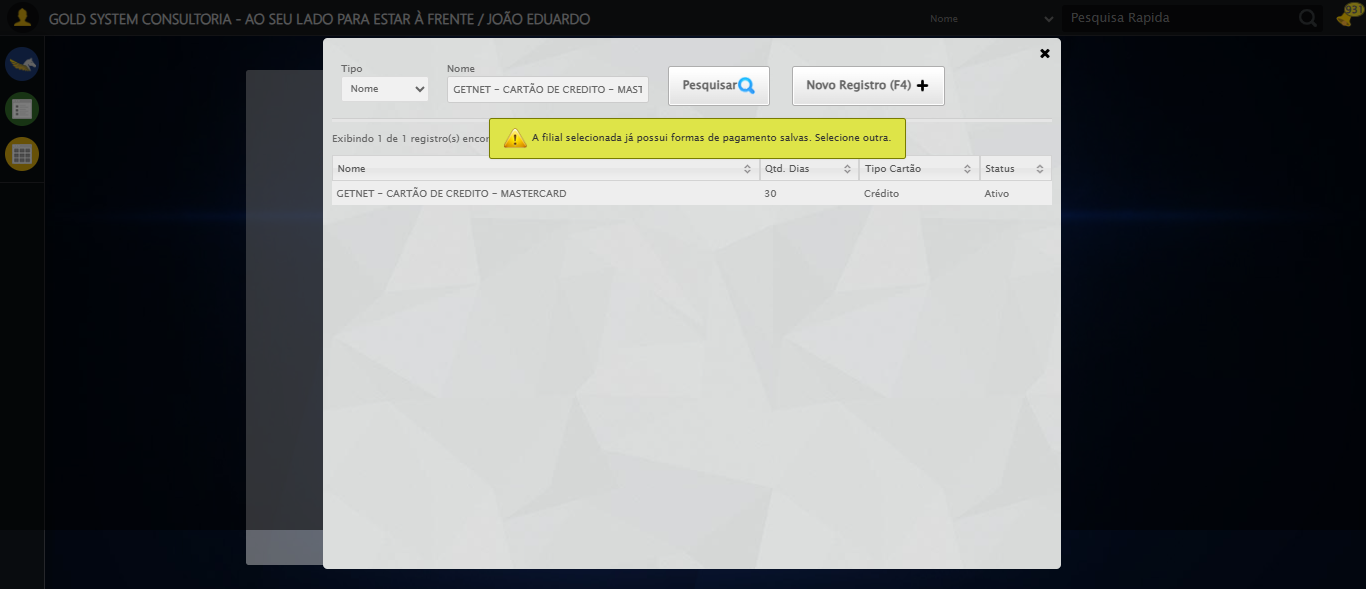 GOLD SYSTEM CONSULTORIA - AO SEU LADO PARA ESTAR À FRENTE / JOÃO EDUARDO
Nome
Pesquisa Rapida
931
Tipo
Nome
Nome
GETNET - CARTÃO DE CREDITO - MAST
Pesquisar
Novo Registro (F4)
Exibindo 1 de 1 registro(s) encon
A filial selecionada já possui formas de pagamento salvas. Selecione outra.
Nome Qtd. Dias Tipo Cartão Status
GETNET - CARTÃO DE CREDITO - MASTERCARD 30 Crédito Ativo